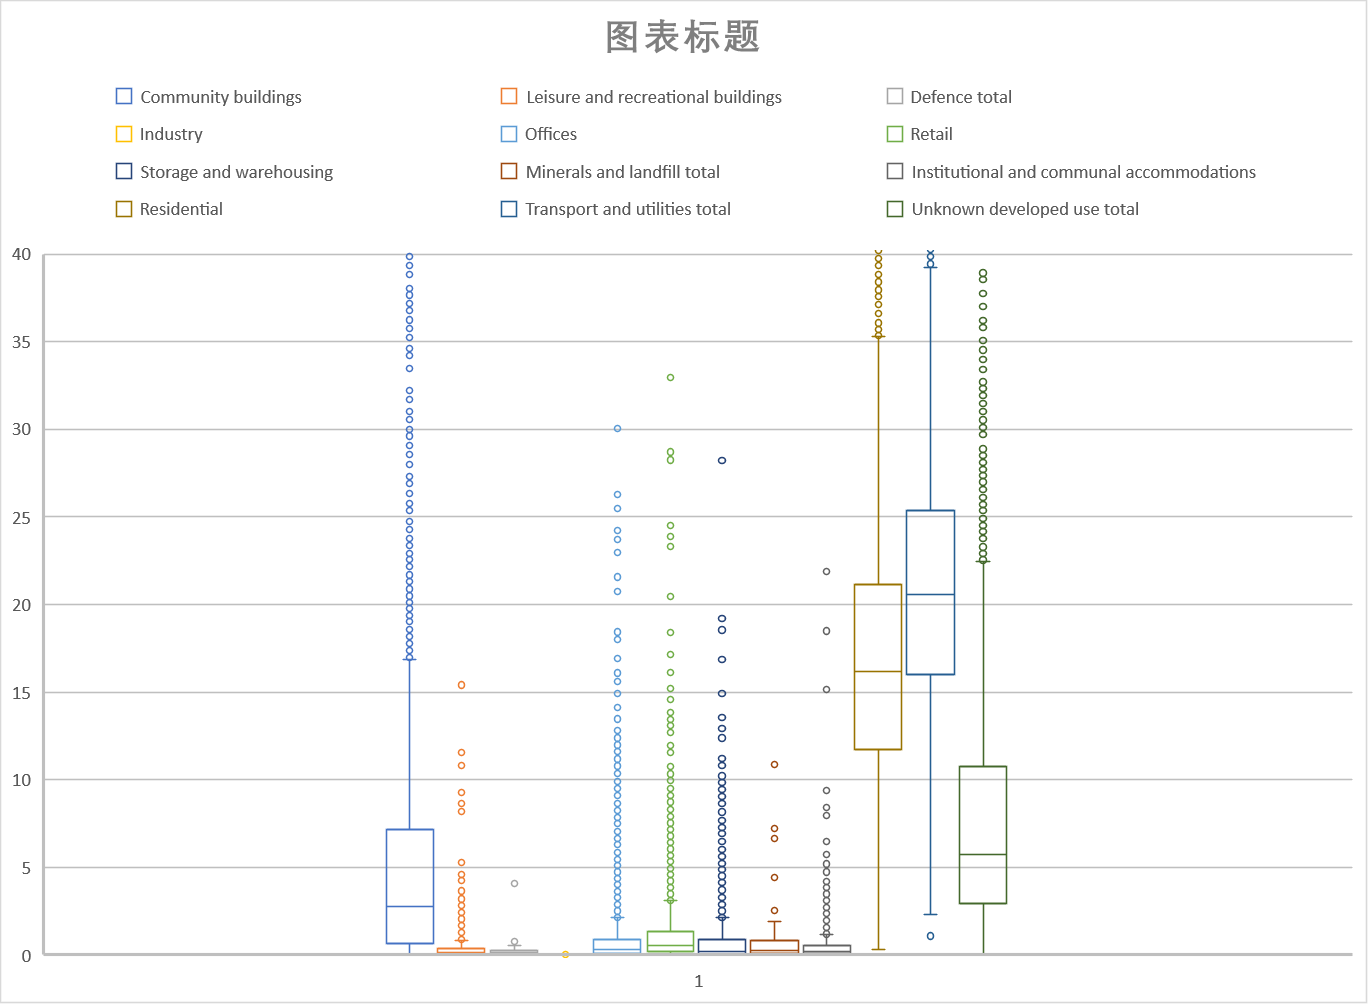 图表标题
Community buildings
Leisure and recreational buildings
Defence total
Industry
Offices
Retail
Storage and warehousing
Minerals and landfill total
Institutional and communal accommodations
Residential
Transport and utilities total
Unknown developed use total
40
35
30
25
20
15
10
5
0
1